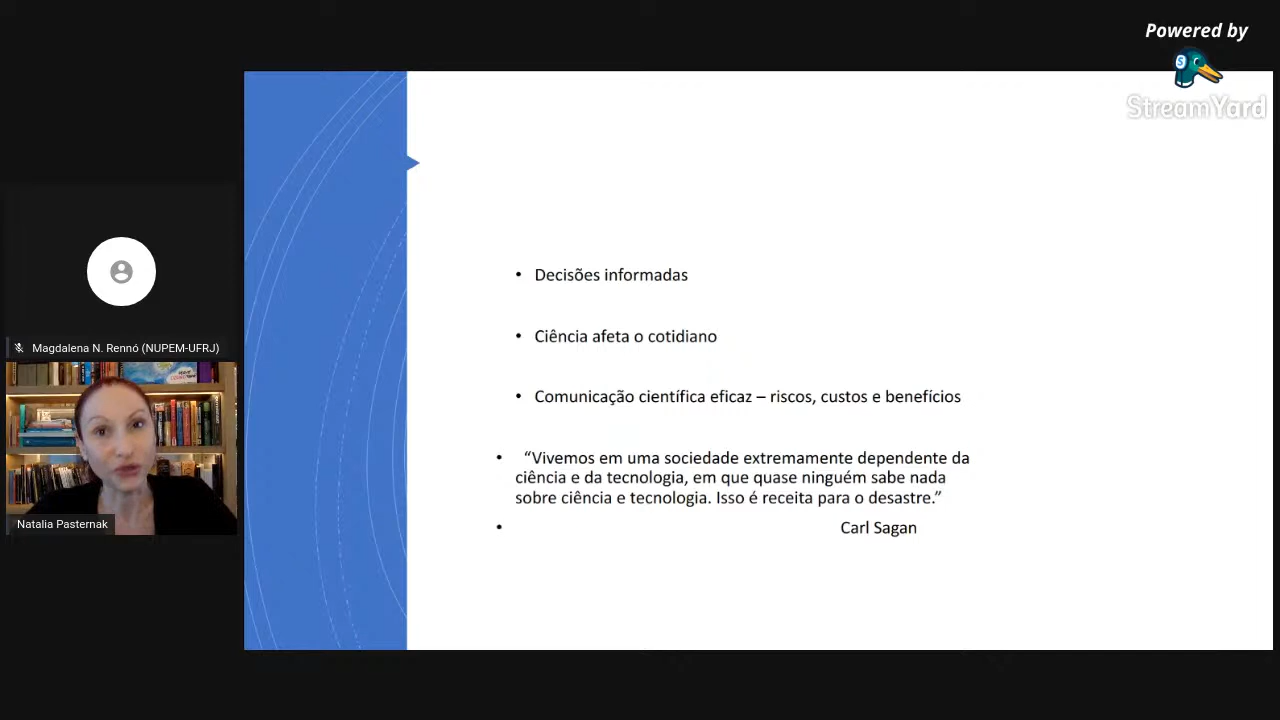 Powered by
StreamYard
Decisões informadas
Ciência afeta o cotidiano
Comunicação científica eficaz – riscos, custos e benefícios
“Vivemos em uma sociedade extremamente dependente da
ciência e da tecnologia, em que quase ninguém sabe nada
sobre ciência e tecnologia. Isso é receita para o desastre.”
Carl Sagan
Magdalena N. Rennó (NUPEM-UFRJ)
Natalia Pasternak